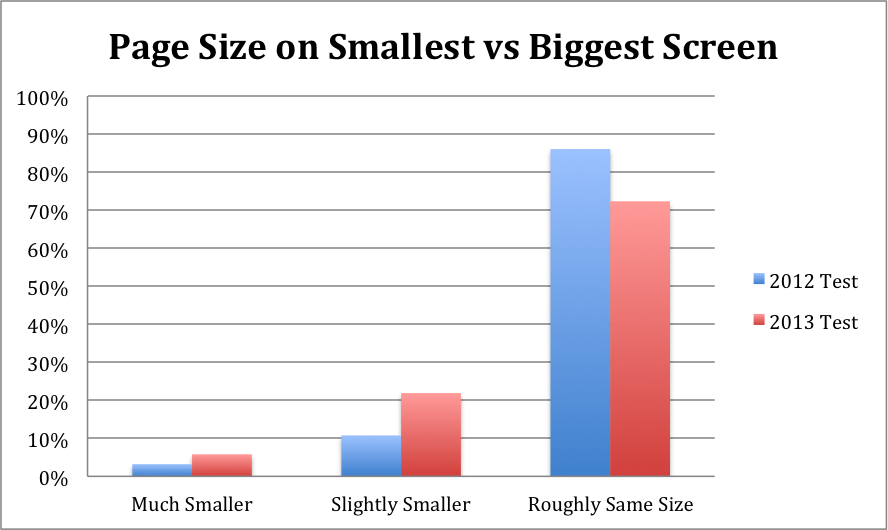 Page Size on Smallest vs Biggest Screen
100%
90%
80%
70%
60%
50%
40%
30%
20%
10%
0%
Much Smaller
Slightly Smaller
Roughly Same Size
2012 Test
2013 Test